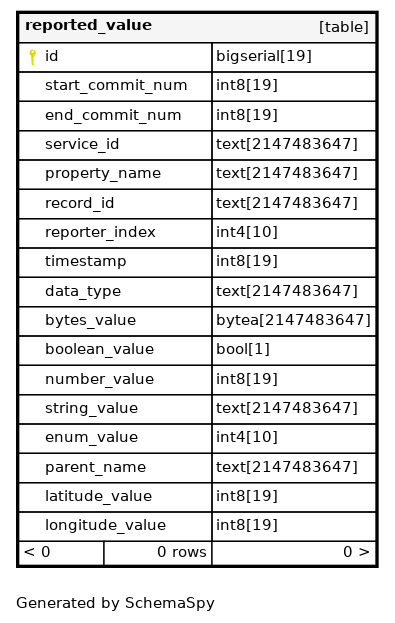 reported_value [table]
id bigserial[19]
start_commit_num int8[19]
end_commit_num int8[19]
service_id text[2147483647]
property_name text[2147483647]
record_id text[2147483647]
reporter_index int4[10]
timestamp int8[19]
data_type text[2147483647]
bytes_value bytea[2147483647]
boolean_value bool[1]
number_value int8[19]
string_value text[2147483647]
enum_value int4[10]
parent_name text[2147483647]
latitude_value int8[19]
longitude_value int8[19]
< 0 0 rows 0 >
Generated by SchemaSpy